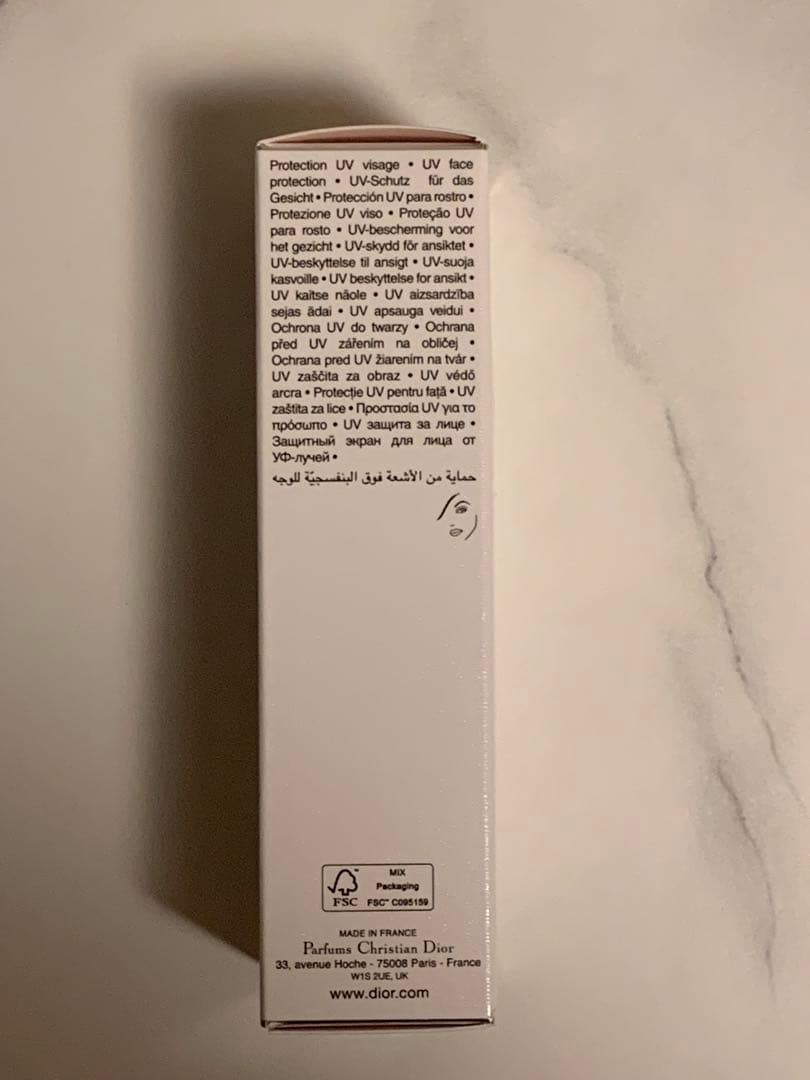 Protection UV visage • UV face
protection • UV-Schutz für das
Gesicht • Protección UV para rostro •
Protezione UV viso • Proteção UV
para rosto • UV-bescherming voor
het gezicht • UV-skydd för ansiktet •
UV-beskyttelse til ansigt • UV-suoja
kasvoille • UV beskyttelse for ansikt •
UV kaitse näole • UV aizsardzība
sejas ādai • UV apsauga veidui •
Ochrona UV do twarzy • Ochrana
před UV zářením na obličej •
Ochrana pred UV žiarením na tvár •
UV zaščita za obraz • UV védő
arcra • Protecție UV pentru față • UV
zaštita za lice • Προστασία UV για το
πρόσωπο • UV защита за лице •
Защитный экран для лица от
УФ-лучей •
حماية من الأشعة فوق البنفسجيّة للوجه
MIX
Packaging
FSC FSC™ C095159
MADE IN FRANCE
Parfums Christian Dior
33, avenue Hoche - 75008 Paris - France
W1S 2UE, UK
www.dior.com